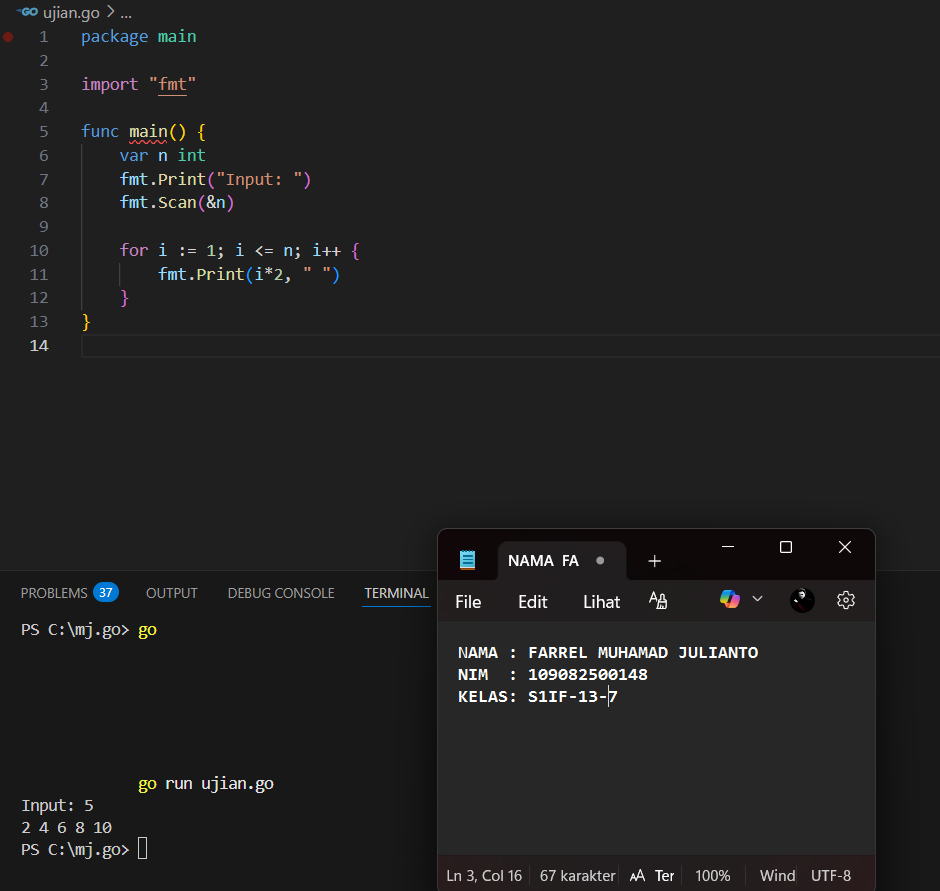 GO ujian.go > ...
1 package main
2
3 import "fmt"
4
5 func main() {
6     var n int
7     fmt.Print("Input: ")
8     fmt.Scan(&n)
9
10     for i := 1; i <= n; i++ {
11         fmt.Print(i*2, " ")
12     }
13 }
14
PROBLEMS 37 OUTPUT DEBUG CONSOLE TERMINAL
PS C:\mj.go> go
go run ujian.go
Input: 5
2 4 6 8 10
PS C:\mj.go>
NAMA FA
File Edit Lihat
NAMA : FARREL MUHAMAD JULIANTO
NIM  : 109082500148
KELAS: S1IF-13-7
Ln 3, Col 16 67 karakter Ter 100% Wind UTF-8